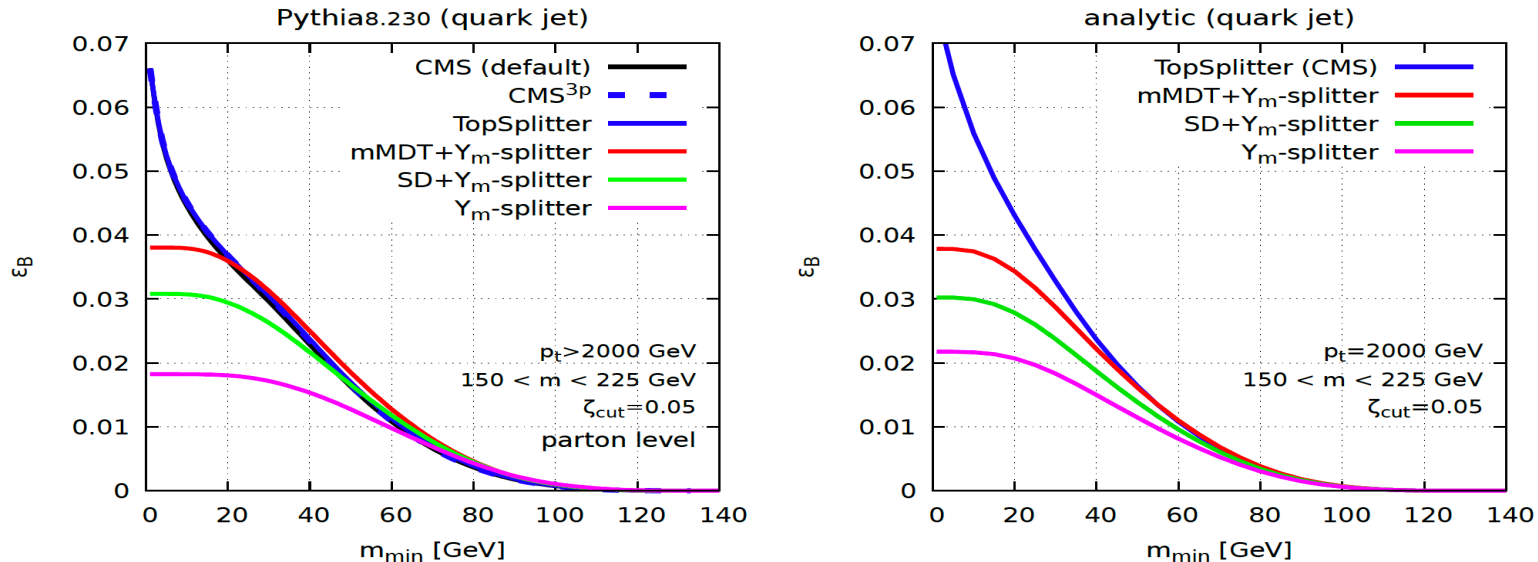 Pythia8.230 (quark jet)
0.07
0.06
0.05
0.04
0.03
0.02
0.01
0
ε_B
CMS (default)
CMS^3p
TopSplitter
mMDT+Y_m-splitter
SD+Y_m-splitter
Y_m-splitter
p_t>2000 GeV
150 < m < 225 GeV
ζ_cut=0.05
parton level
0 20 40 60 80 100 120 140
m_min [GeV]
analytic (quark jet)
0.07
0.06
0.05
0.04
0.03
0.02
0.01
0
ε_B
TopSplitter (CMS)
mMDT+Y_m-splitter
SD+Y_m-splitter
Y_m-splitter
p_t=2000 GeV
150 < m < 225 GeV
ζ_cut=0.05
0 20 40 60 80 100 120 140
m_min [GeV]